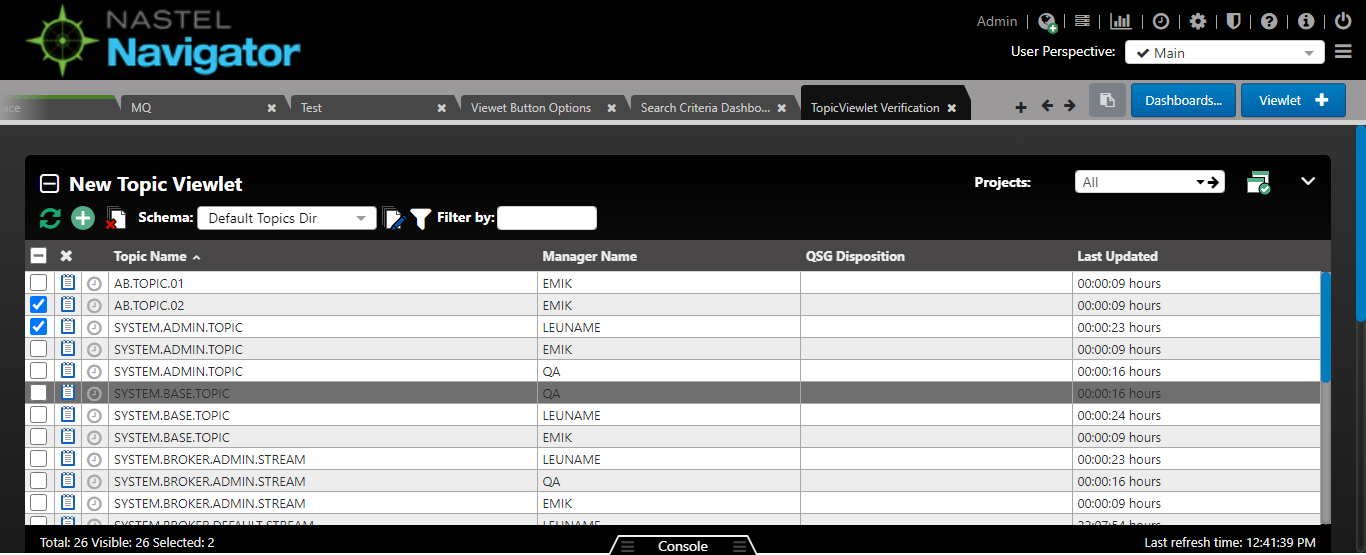 NASTEL
Navigator
Admin
User Perspective: Main
MQ
Test
Viewet Button Options
Search Criteria Dashbo...
TopicViewlet Verification
Dashboards...
Viewlet
New Topic Viewlet
Projects: All
Schema: Default Topics Dir
Filter by:
Topic Name Manager Name QSG Disposition Last Updated
AB.TOPIC.01 EMIK 00:00:09 hours
AB.TOPIC.02 EMIK 00:00:09 hours
SYSTEM.ADMIN.TOPIC LEUNAME 00:00:23 hours
SYSTEM.ADMIN.TOPIC EMIK 00:00:09 hours
SYSTEM.ADMIN.TOPIC QA 00:00:16 hours
SYSTEM.BASE.TOPIC QA 00:00:16 hours
SYSTEM.BASE.TOPIC LEUNAME 00:00:24 hours
SYSTEM.BASE.TOPIC EMIK 00:00:09 hours
SYSTEM.BROKER.ADMIN.STREAM LEUNAME 00:00:23 hours
SYSTEM.BROKER.ADMIN.STREAM QA 00:00:16 hours
SYSTEM.BROKER.ADMIN.STREAM EMIK 00:00:09 hours
SYSTEM.BROKER.DEFAULT.STREAM LEUNAME 22:07:54 hours
Total: 26 Visible: 26 Selected: 2
Console
Last refresh time: 12:41:39 PM